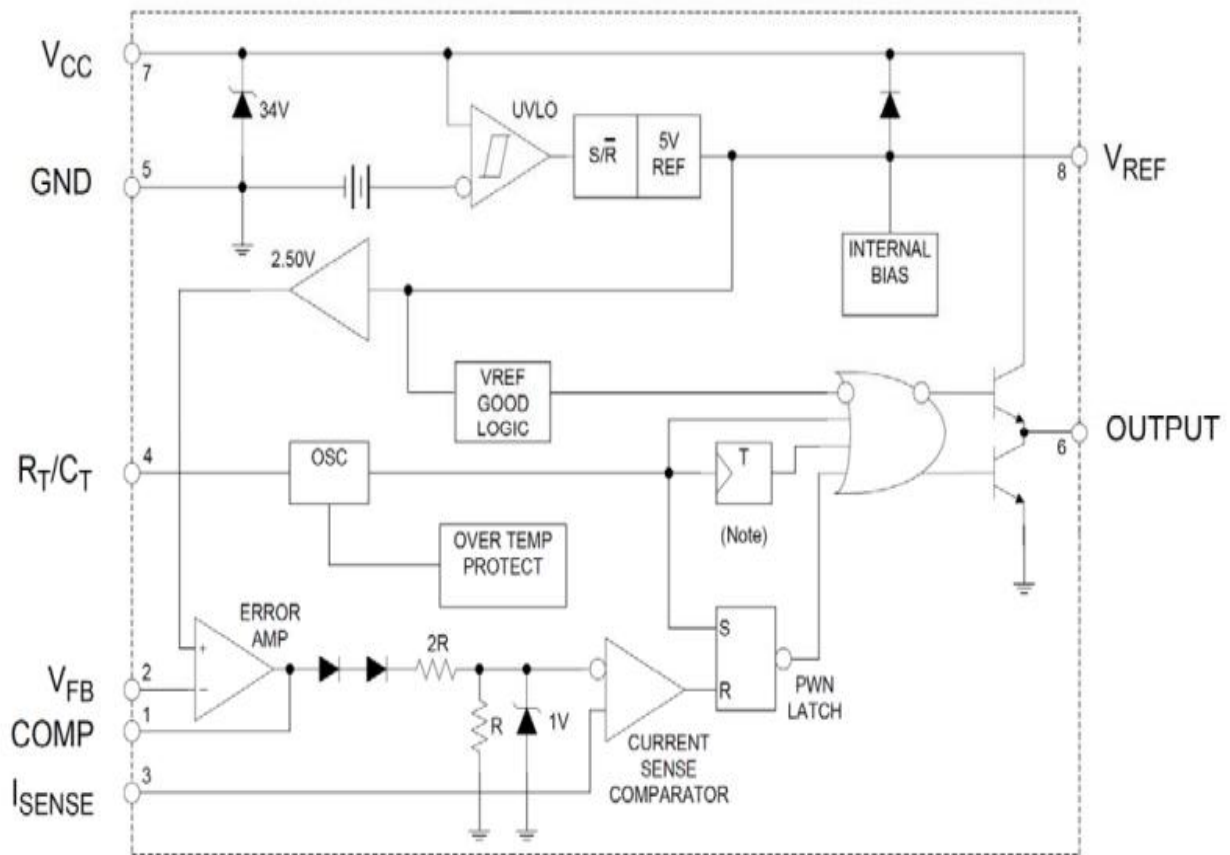 VCC
7
34V
UVLO
S/R̅
5V
REF
8
VREF
5
GND
2.50V
INTERNAL
BIAS
VREF
GOOD
LOGIC
OUTPUT
6
4
RT/CT
OSC
T
(Note)
OVER TEMP
PROTECT
ERROR
AMP
2R
S
+
2
VFB
−
R
PWN
LATCH
1
COMP
R
1V
CURRENT
SENSE
COMPARATOR
3
ISENSE